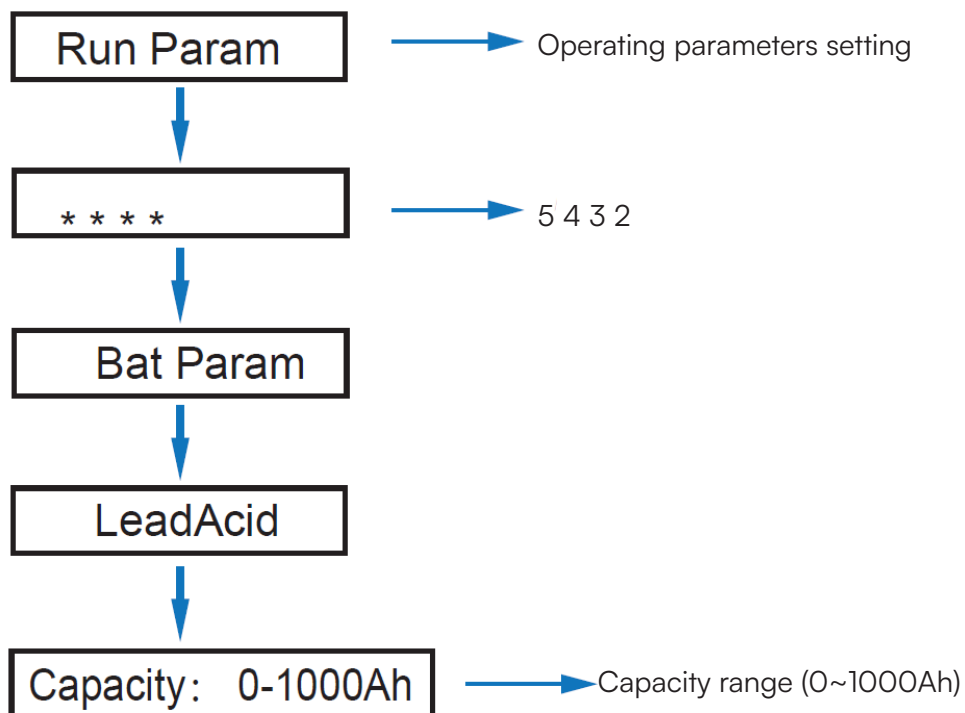 Run Param
Operating parameters setting
* * * *
5 4 3 2
Bat Param
LeadAcid
Capacity: 0-1000Ah
Capacity range (0~1000Ah)